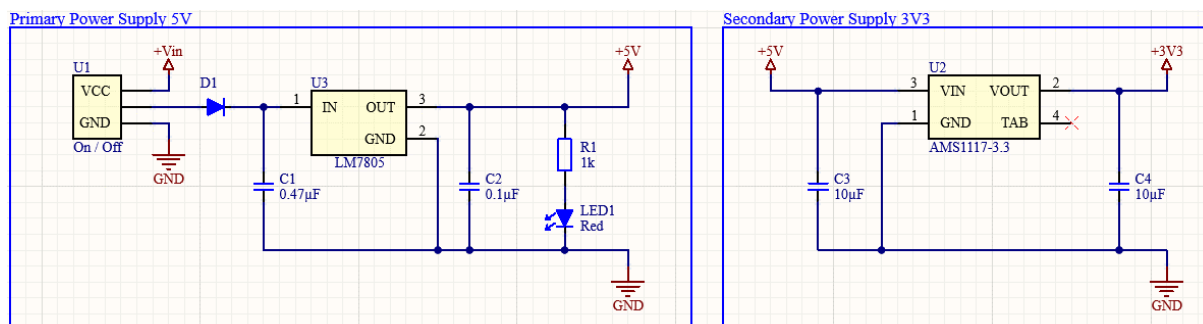 Primary Power Supply 5V
+Vin
+5V
U1
D1
U3
VCC
1
IN
OUT
3
GND
GND
2
On / Off
LM7805
R1
1k
GND
C1
0.47µF
C2
0.1µF
LED1
Red
GND
Secondary Power Supply 3V3
+5V
+3V3
U2
3
VIN
VOUT
2
1
GND
TAB
4
AMS1117-3.3
C3
10µF
C4
10µF
GND